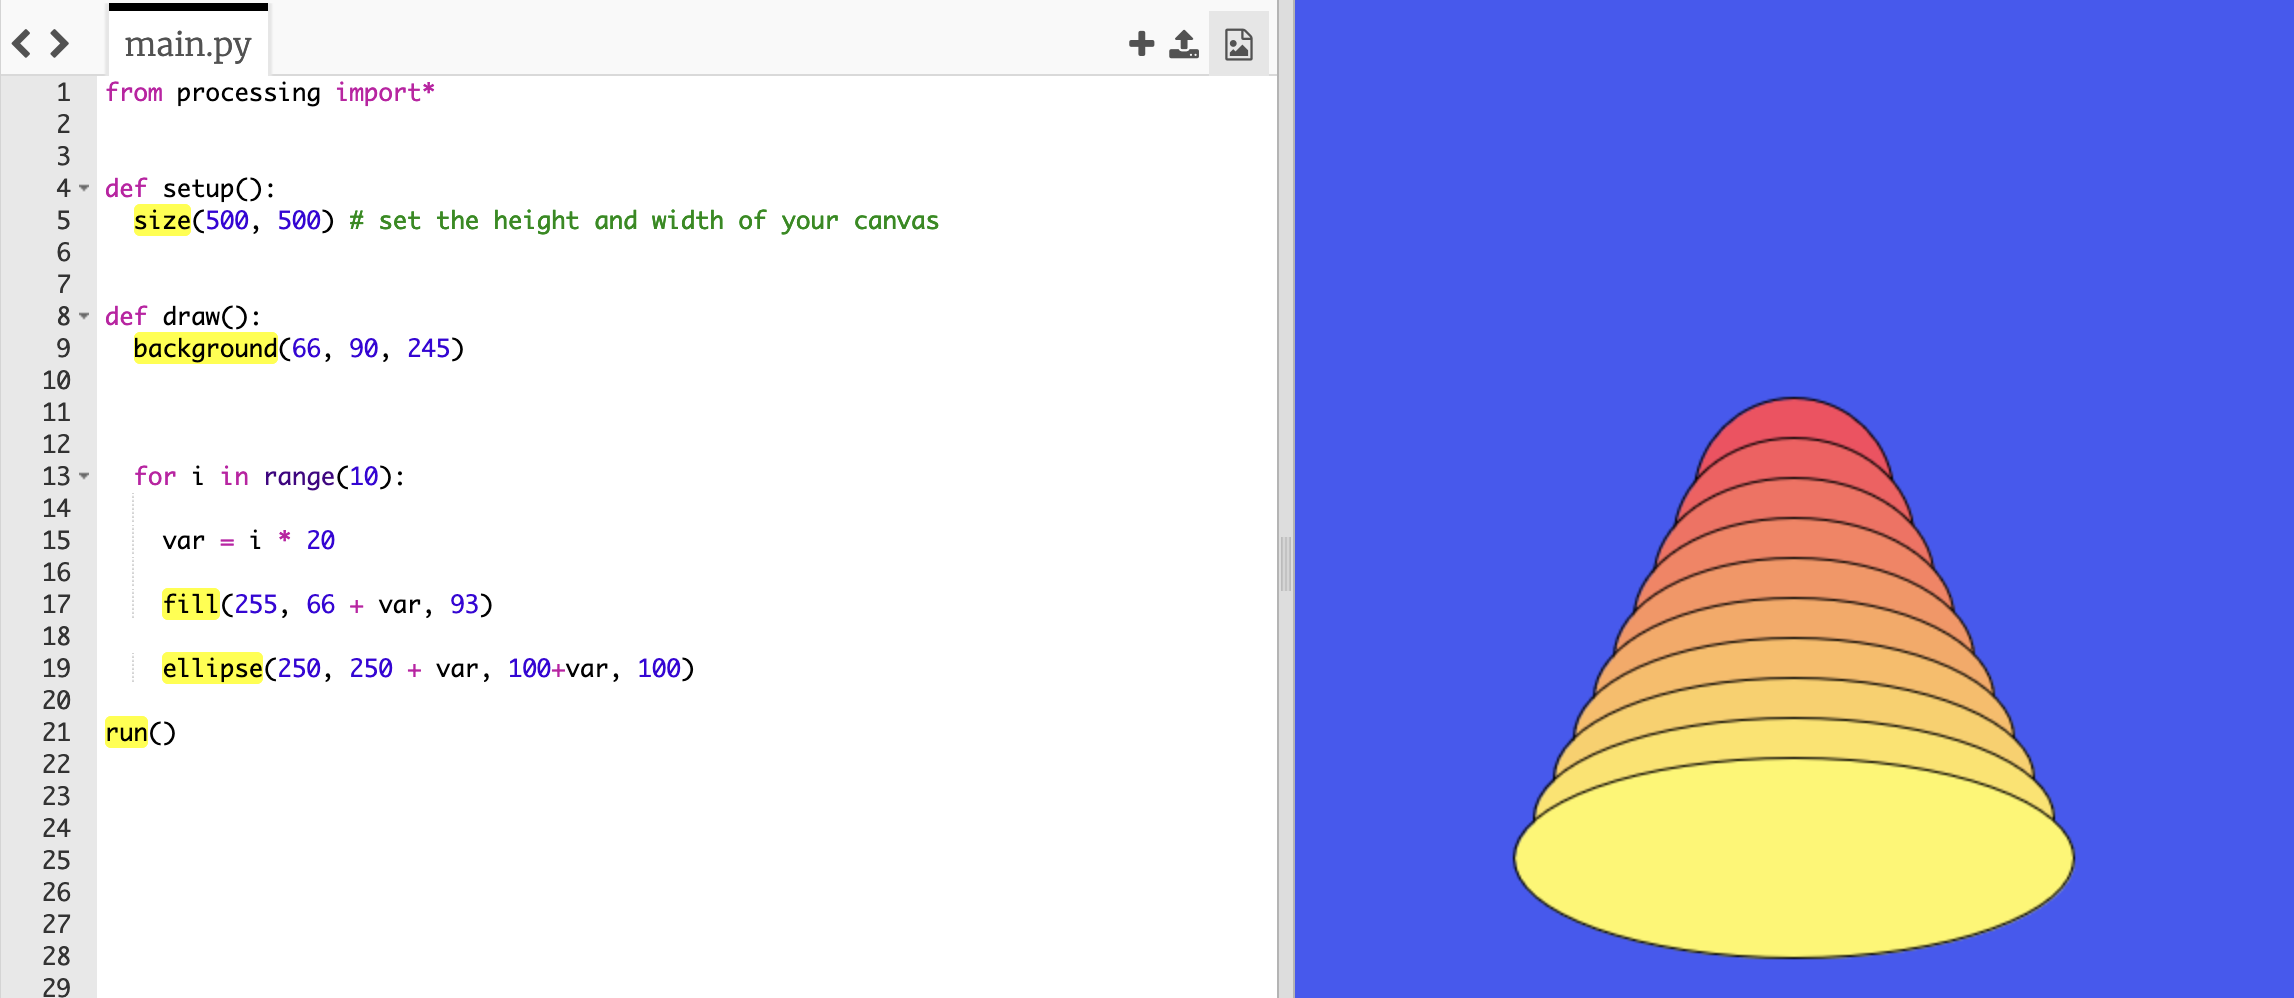 main.py
1 from processing import*
2
3
4 def setup():
5 size(500, 500) # set the height and width of your canvas
6
7
8 def draw():
9 background(66, 90, 245)
10
11
12
13 for i in range(10):
14
15 var = i * 20
16
17 fill(255, 66 + var, 93)
18
19 ellipse(250, 250 + var, 100+var, 100)
20
21 run()
22
23
24
25
26
27
28
29